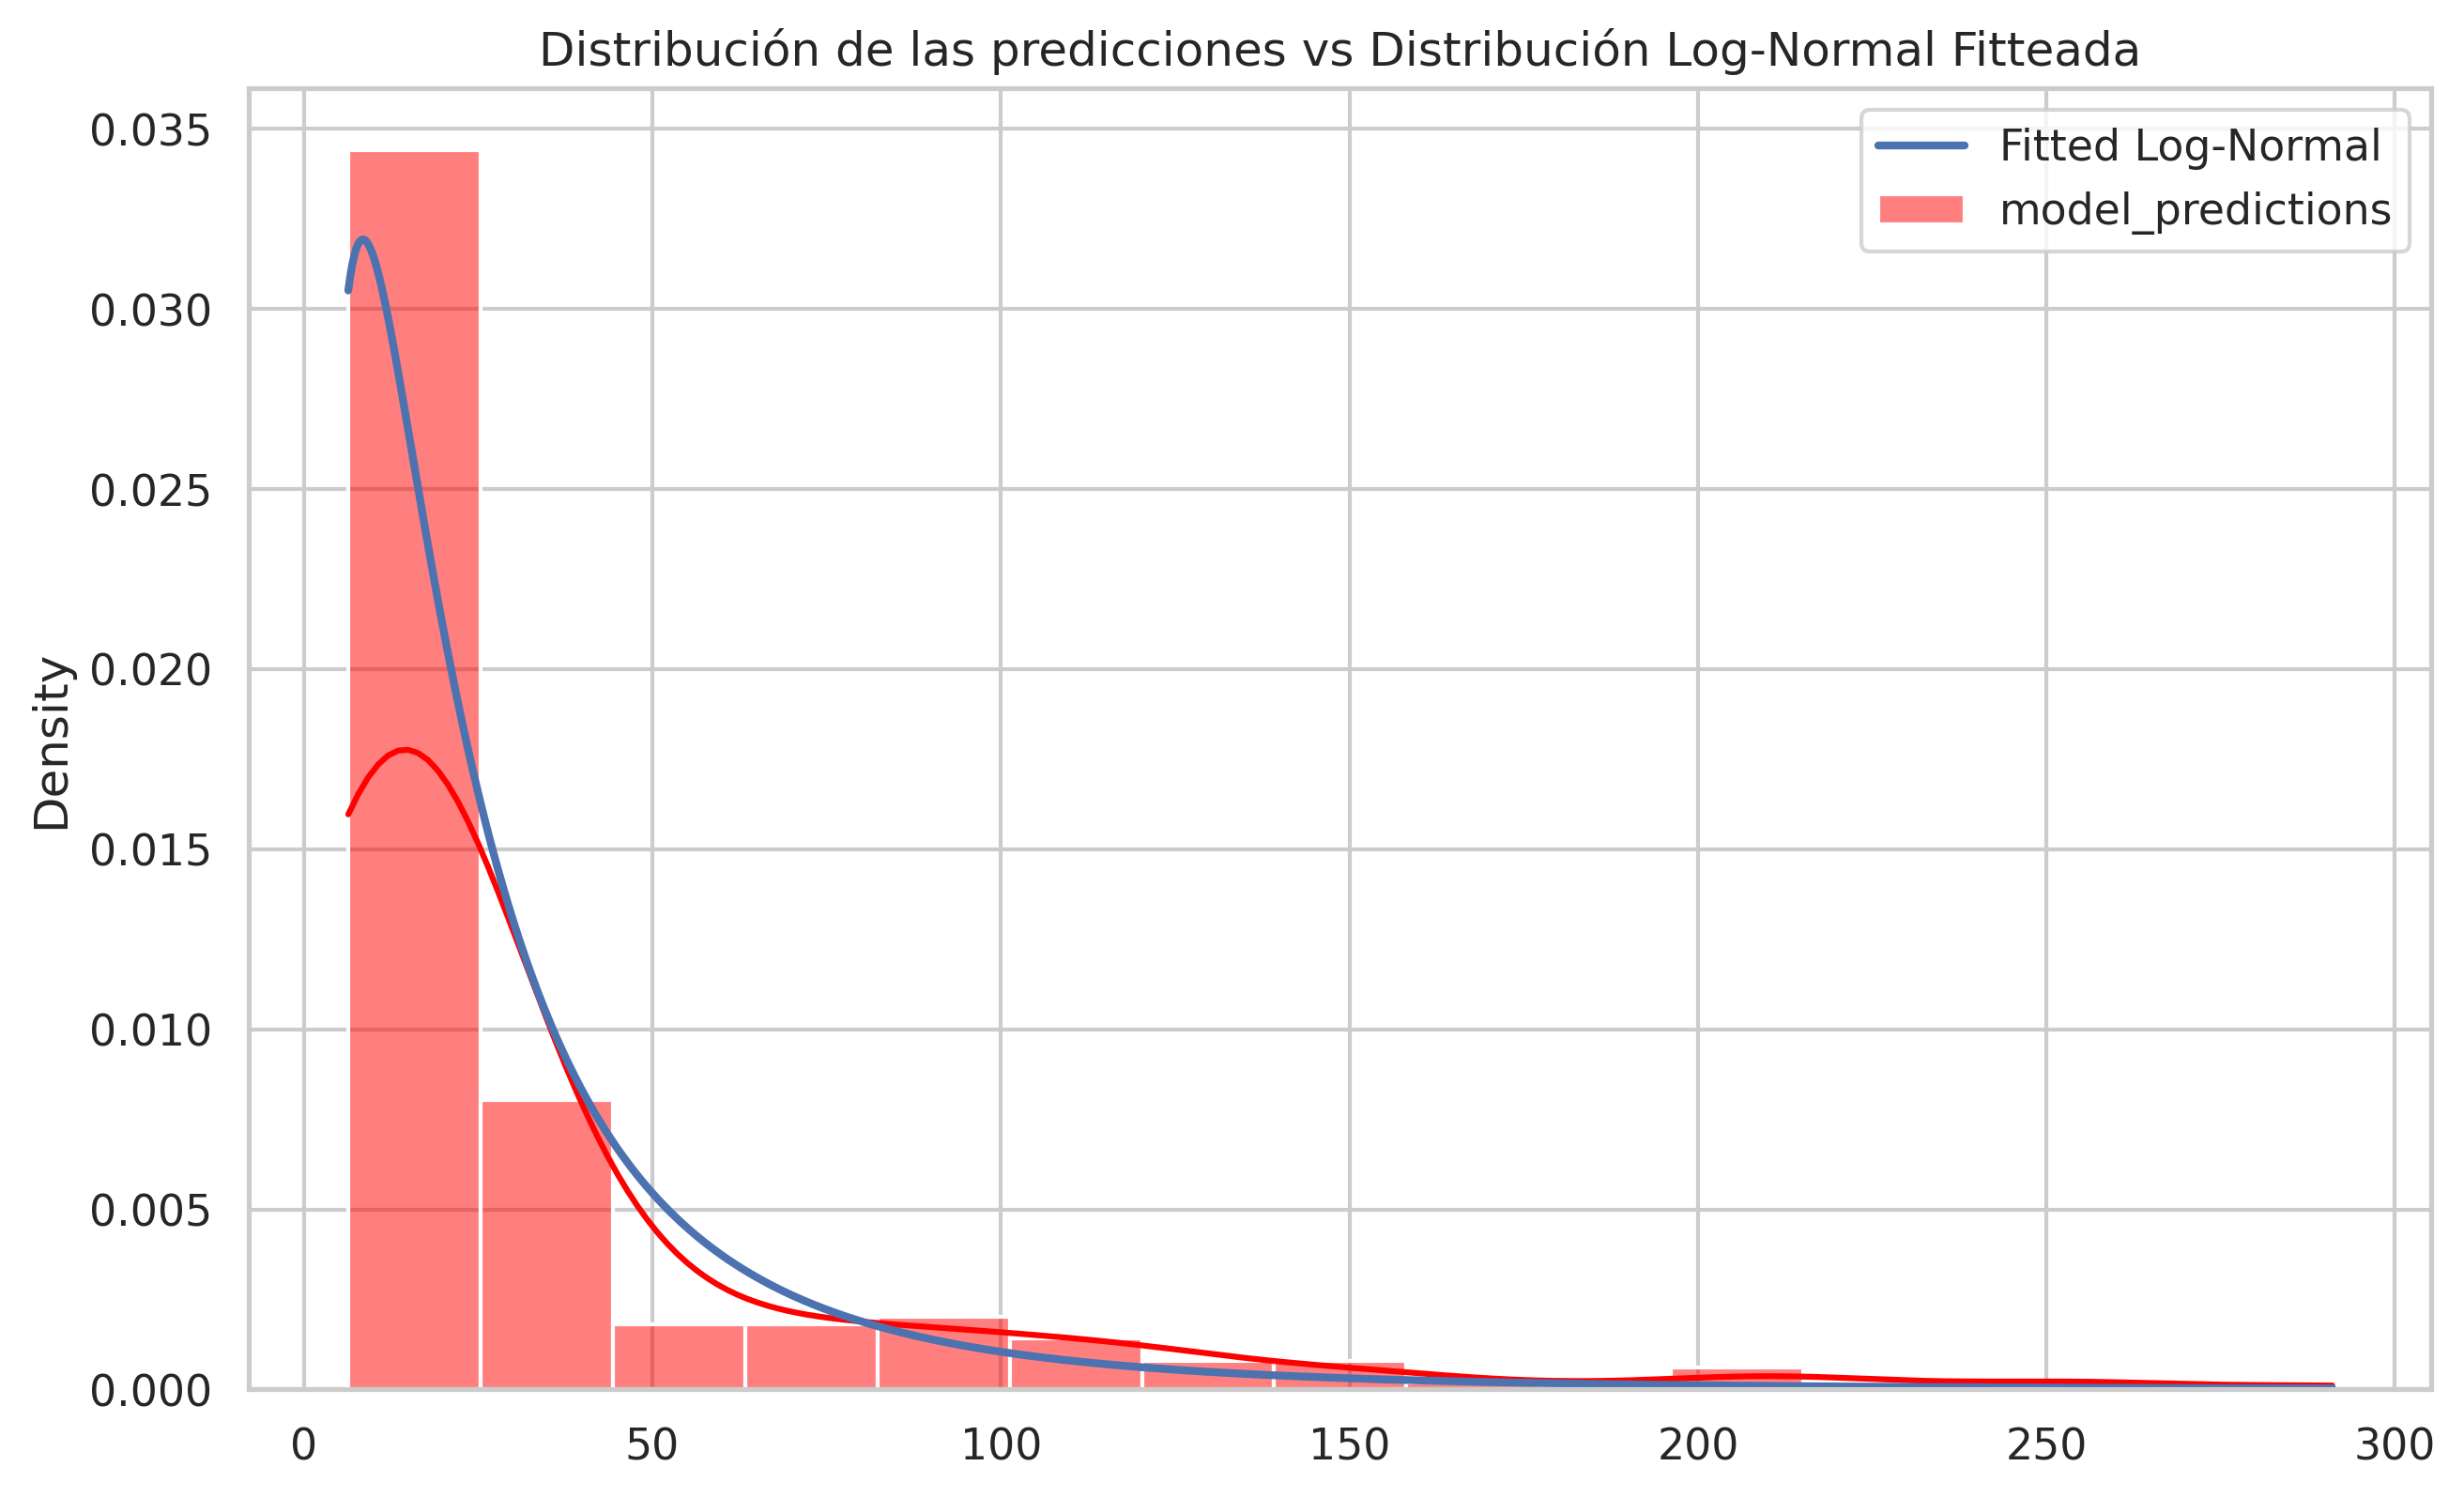 Distribución de las predicciones vs Distribución Log-Normal Fitteada
Fitted Log-Normal
model_predictions
Density
0.035
0.030
0.025
0.020
0.015
0.010
0.005
0.000
0 50 100 150 200 250 300